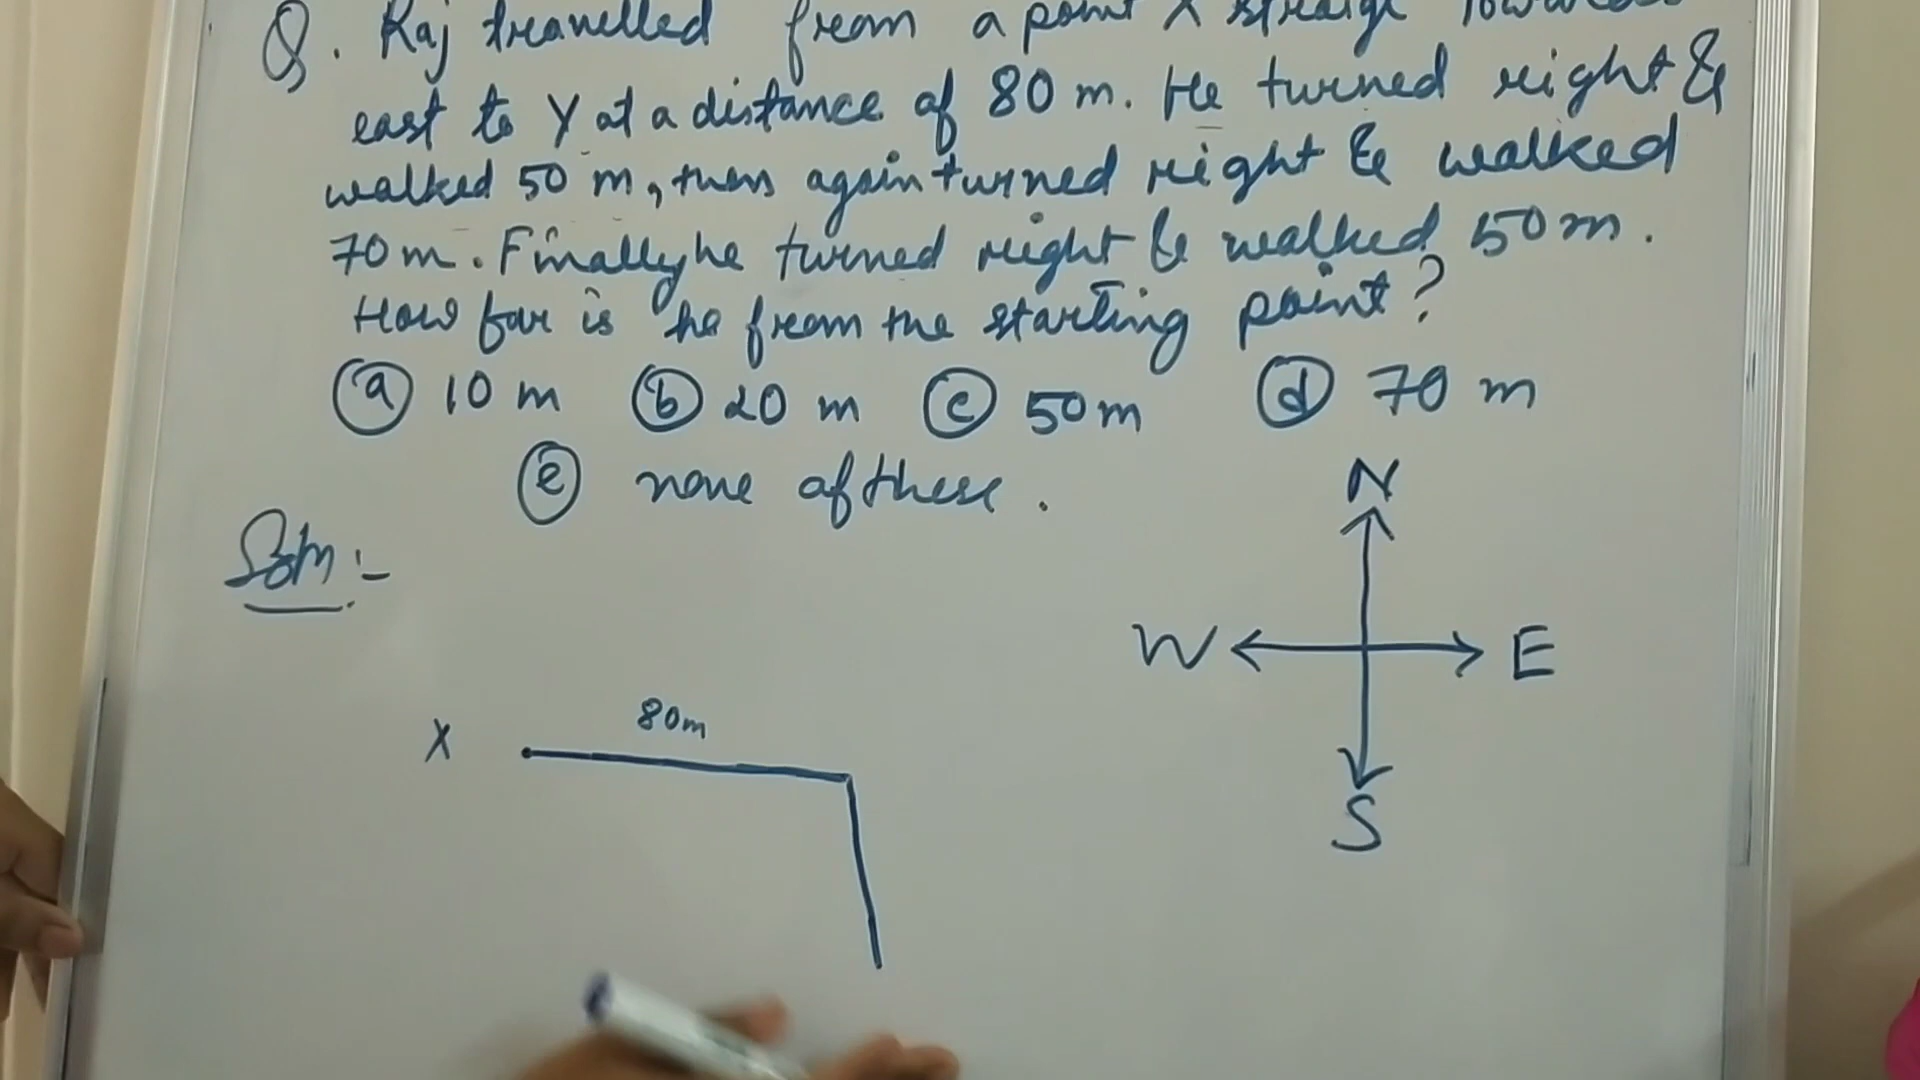 Q. Raj travelled from a point X straigh towards
east to Y at a distance of 80 m. He turned right &
walked 50 m, then again turned right & walked
70 m. Finally he turned right & walked 50 m.
How far is he from the starting point?
(a) 10 m (b) 20 m (c) 50 m (d) 70 m
(e) none of these.
Soln :-
N
W E
S
X
80m